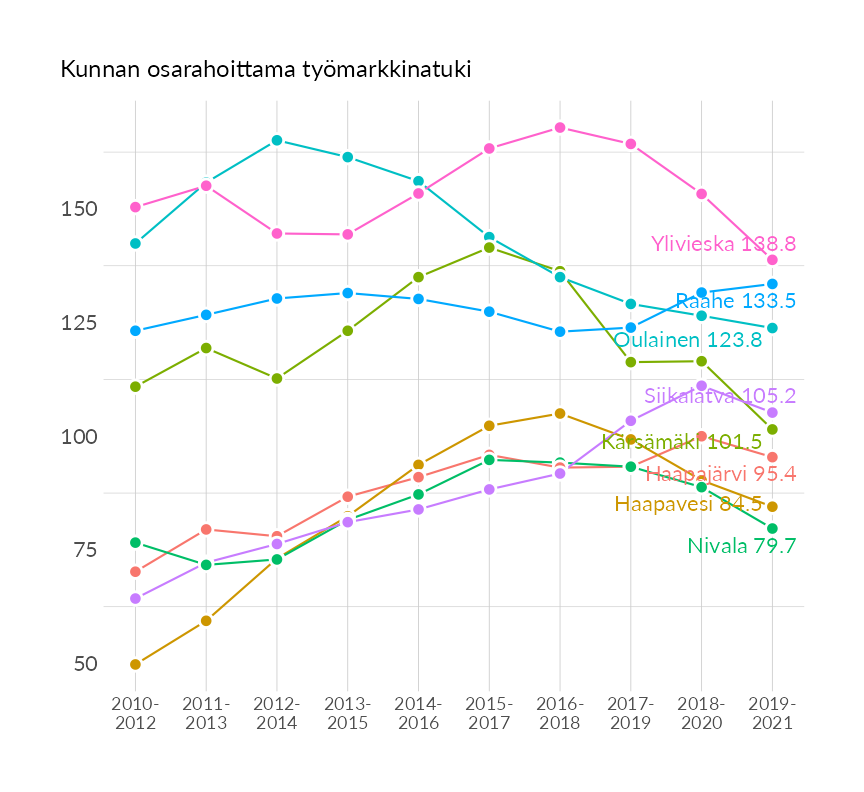 Kunnan osarahoittama työmarkkinatuki
150
125
100
75
50
Ylivieska 138.8
Raahe 133.5
Oulainen 123.8
Siikalatva 105.2
Kärsämäki 101.5
Haapajärvi 95.4
Haapavesi 84.5
Nivala 79.7
2010-
2012
2011-
2013
2012-
2014
2013-
2015
2014-
2016
2015-
2017
2016-
2018
2017-
2019
2018-
2020
2019-
2021